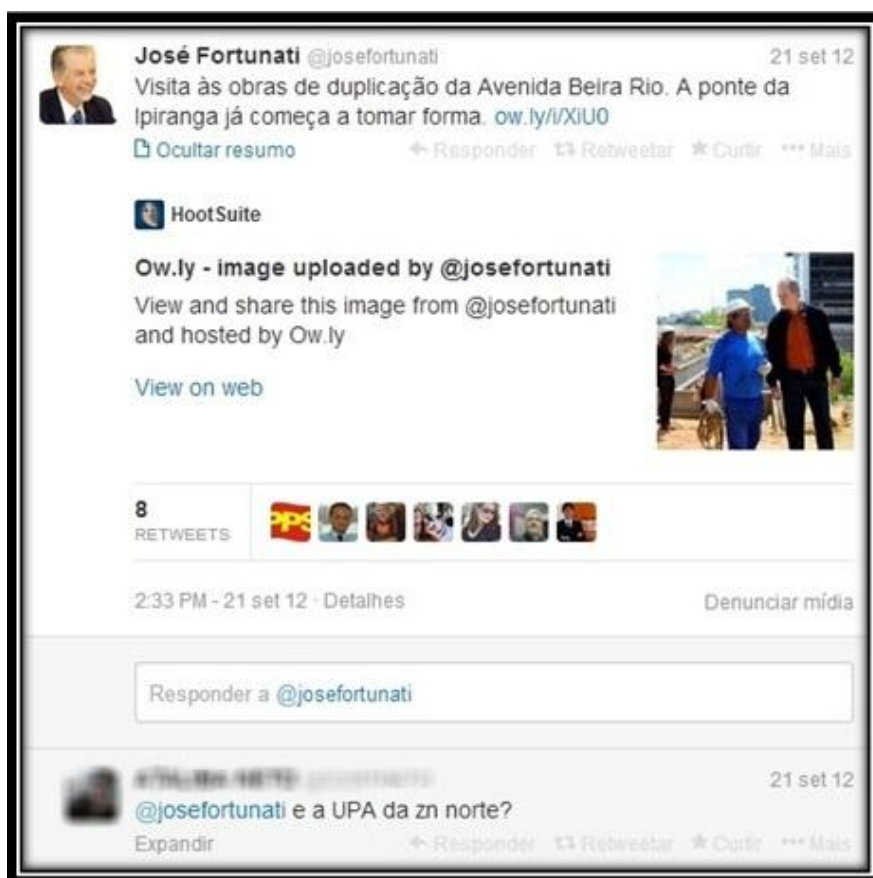 José Fortunati @josefortunati 21 set 12
Visita às obras de duplicação da Avenida Beira Rio. A ponte da
Ipiranga já começa a tomar forma. ow.ly/i/XiU0
Ocultar resumo Responder Retweetar Curtir ••• Mais
HootSuite
Ow.ly - image uploaded by @josefortunati
View and share this image from @josefortunati
and hosted by Ow.ly
View on web
8
RETWEETS
PPS
2:33 PM - 21 set 12 · Detalhes Denunciar mídia
Responder a @josefortunati
21 set 12
@josefortunati e a UPA da zn norte?
Expandir Responder Retweetar Curtir ••• Mais